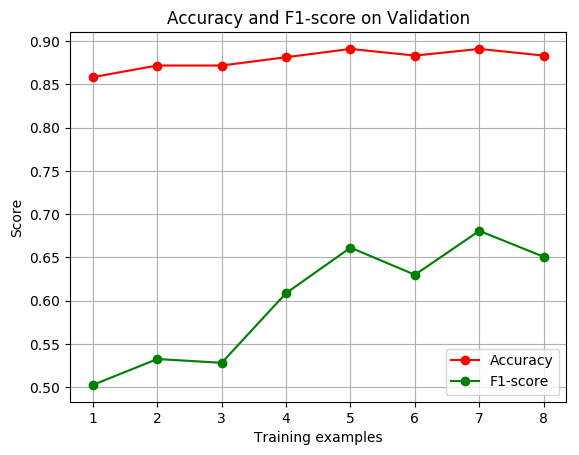 Accuracy and F1-score on Validation
0.90
0.85
0.80
0.75
0.70
0.65
0.60
0.55
0.50
Score
Accuracy
F1-score
1 2 3 4 5 6 7 8
Training examples